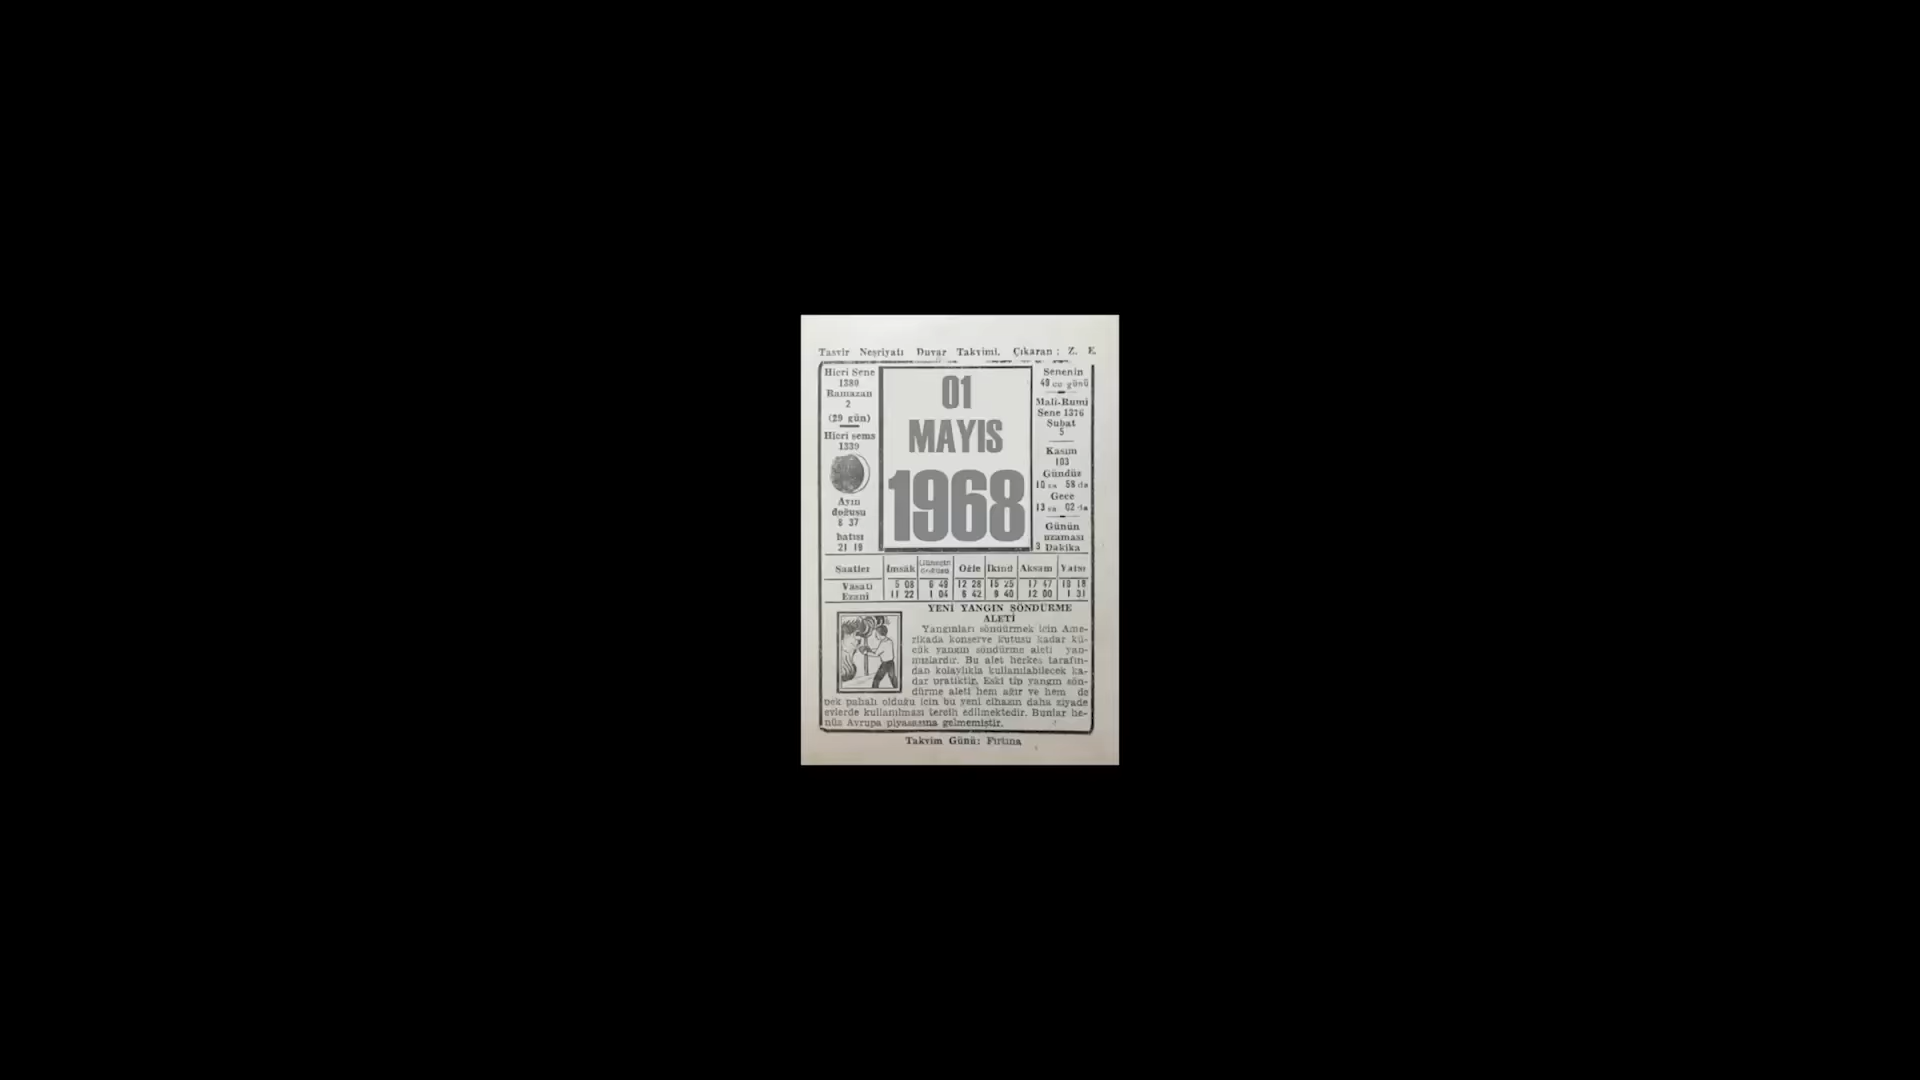 Tasvir Neşriyatı Duvar Takvimi. Çıkaran : Z. E.
Hicri Sene
1380
Ramazan
2
(29 gün)
Hicri şems
1339
Ayın
doğuşu
8 37
batışı
21 19
01
MAYIS
1968
Senenin
49 cu günü
Mali-Rumi
Sene 1376
Şubat
5
Kasım
103
Gündüz
10 sa 58 da
Gece
13 sa 02 da
Günün
uzaması
3 Dakika
Saatler İmsâk Öğle İkindi Akşam Yatsı
Vasati 5 08 6 49 12 28 15 25 17 47 19 18
Ezani 11 22 1 04 6 42 9 40 12 00 1 31
YENİ YANGIN SÖNDÜRME
ALETİ
Yangınları söndürmek için Ame-
rikada konserve kutusu kadar kü-
çük yangın söndürme aleti yap-
mışlardır. Bu alet herkes tarafın-
dan kolaylıkla kullanılabilecek ka-
dar pratiktir. Eski tip yangın sön-
dürme aleti hem ağır ve hem de
pek pahalı olduğu için bu yeni cihazın daha ziyade
evlerde kullanılması tercih edilmektedir. Bunlar he-
nüz Avrupa piyasasına gelmemiştir.
Takvim Günü: Fırtına